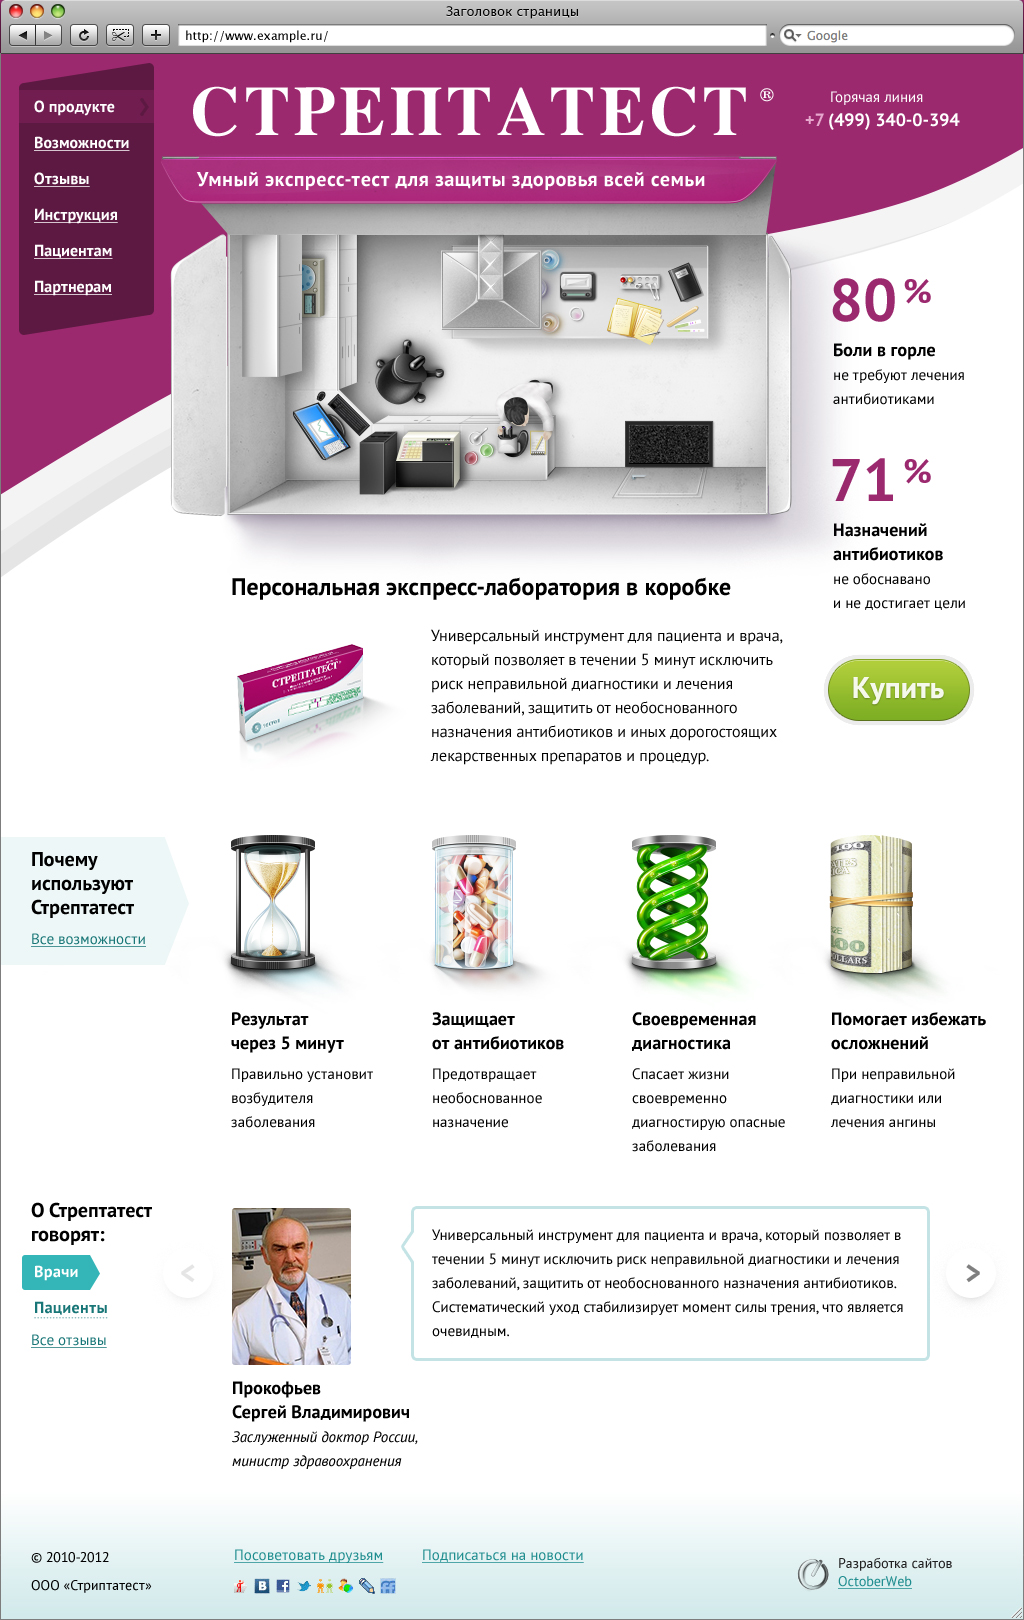 Заголовок страницы
http://www.example.ru/
Google
О продукте
Возможности
Отзывы
Инструкция
Пациентам
Партнерам
СТРЕПТАТЕСТ ®
Умный экспресс-тест для защиты здоровья всей семьи
Горячая линия
+7 (499) 340-0-394
80 %
Боли в горле
не требуют лечения
антибиотиками
71 %
Назначений
антибиотиков
не обоснавано
и не достигает цели
Купить
Персональная экспресс-лаборатория в коробке
СТРЕПТАТЕСТ
Универсальный инструмент для пациента и врача,
который позволяет в течении 5 минут исключить
риск неправильной диагностики и лечения
заболеваний, защитить от необоснованного
назначения антибиотиков и иных дорогостоящих
лекарственных препаратов и процедур.
Почему
используют
Стрептатест
Все возможности
100
100
DOLLARS
Результат
через 5 минут
Правильно установит
возбудителя
заболевания
Защищает
от антибиотиков
Предотвращает
необоснованное
назначение
Своевременная
диагностика
Спасает жизни
своевременно
диагностирую опасные
заболевания
Помогает избежать
осложнений
При неправильной
диагностики или
лечения ангины
О Стрептатест
говорят:
Врачи
Пациенты
Все отзывы
Универсальный инструмент для пациента и врача, который позволяет в
течении 5 минут исключить риск неправильной диагностики и лечения
заболеваний, защитить от необоснованного назначения антибиотиков.
Систематический уход стабилизирует момент силы трения, что является
очевидным.
Прокофьев
Сергей Владимирович
Заслуженный доктор России,
министр здравоохранения
© 2010-2012
ООО «Стриптатест»
Посоветовать друзьям
Подписаться на новости
Разработка сайтов
OctoberWeb